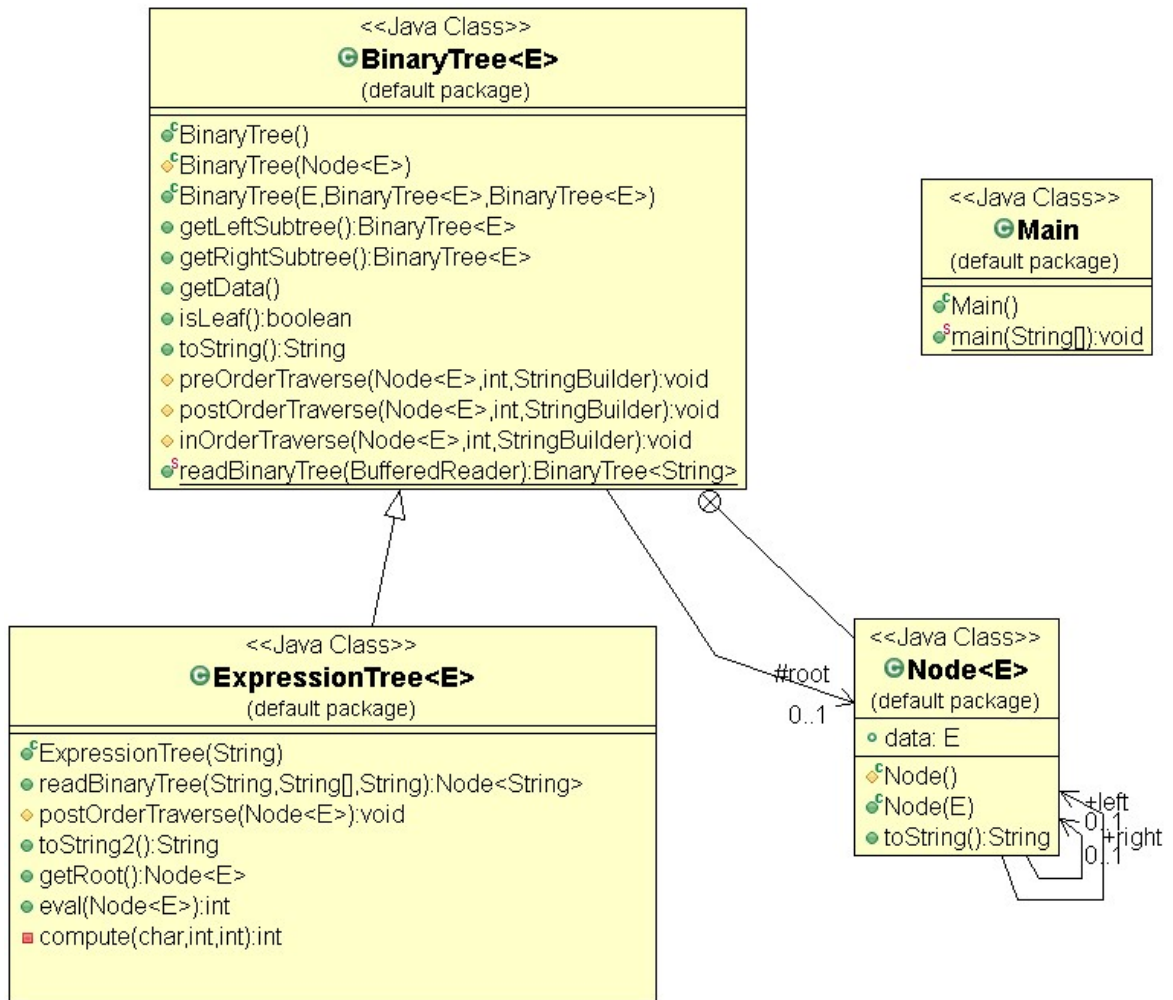 <<Java Class>>
BinaryTree<E>
(default package)
BinaryTree()
BinaryTree(Node<E>)
BinaryTree(E,BinaryTree<E>,BinaryTree<E>)
getLeftSubtree():BinaryTree<E>
getRightSubtree():BinaryTree<E>
getData()
isLeaf():boolean
toString():String
preOrderTraverse(Node<E>,int,StringBuilder):void
postOrderTraverse(Node<E>,int,StringBuilder):void
inOrderTraverse(Node<E>,int,StringBuilder):void
readBinaryTree(BufferedReader):BinaryTree<String>
<<Java Class>>
Main
(default package)
Main()
main(String[]):void
<<Java Class>>
ExpressionTree<E>
(default package)
ExpressionTree(String)
readBinaryTree(String,String[],String):Node<String>
postOrderTraverse(Node<E>):void
toString2():String
getRoot():Node<E>
eval(Node<E>):int
compute(char,int,int):int
#root
0..1
<<Java Class>>
Node<E>
(default package)
data: E
Node()
Node(E)
toString():String
+left
0..1
+right
0..1